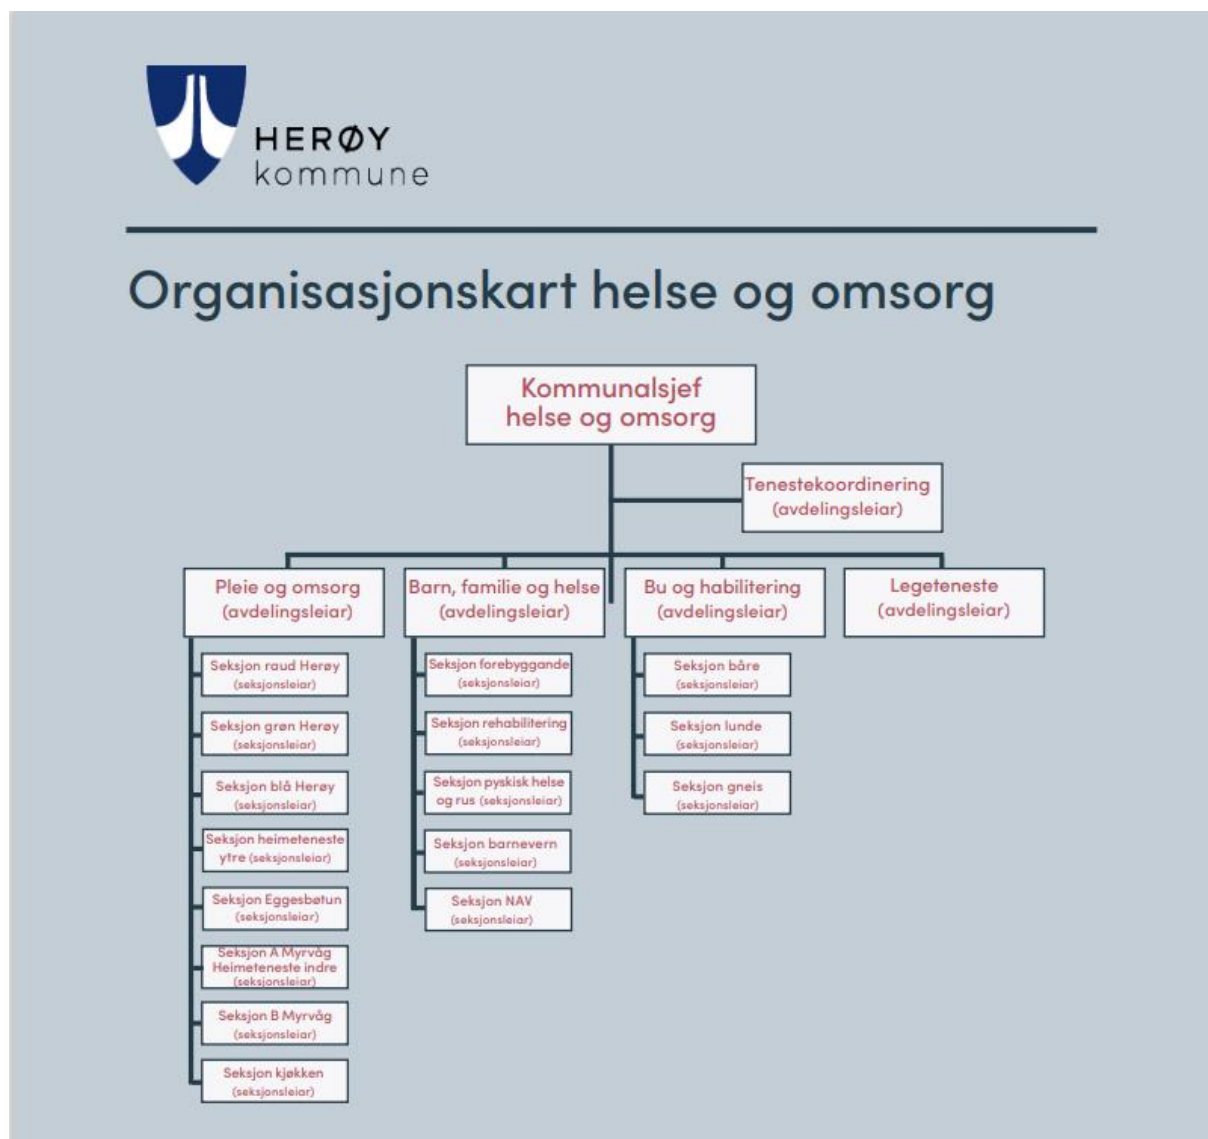 HERØY
kommune
Organisasjonskart helse og omsorg
Kommunalsjef
helse og omsorg
Tenestekoordinering
(avdelingsleiar)
Pleie og omsorg
(avdelingsleiar)
Barn, familie og helse
(avdelingsleiar)
Bu og habilitering
(avdelingsleiar)
Legeteneste
(avdelingsleiar)
Seksjon raud Herøy
(seksjonsleiar)
Seksjon grøn Herøy
(seksjonsleiar)
Seksjon blå Herøy
(seksjonsleiar)
Seksjon heimeteneste
ytre (seksjonsleiar)
Seksjon Eggesbøtun
(seksjonsleiar)
Seksjon A Myrvåg
Heimeteneste indre
(seksjonsleiar)
Seksjon B Myrvåg
(seksjonsleiar)
Seksjon kjøkken
(seksjonsleiar)
Seksjon forebyggande
(seksjonsleiar)
Seksjon rehabilitering
(seksjonsleiar)
Seksjon pyskisk helse
og rus (seksjonsleiar)
Seksjon barnevern
(seksjonsleiar)
Seksjon NAV
(seksjonsleiar)
Seksjon båre
(seksjonsleiar)
Seksjon lunde
(seksjonsleiar)
Seksjon gneis
(seksjonsleiar)